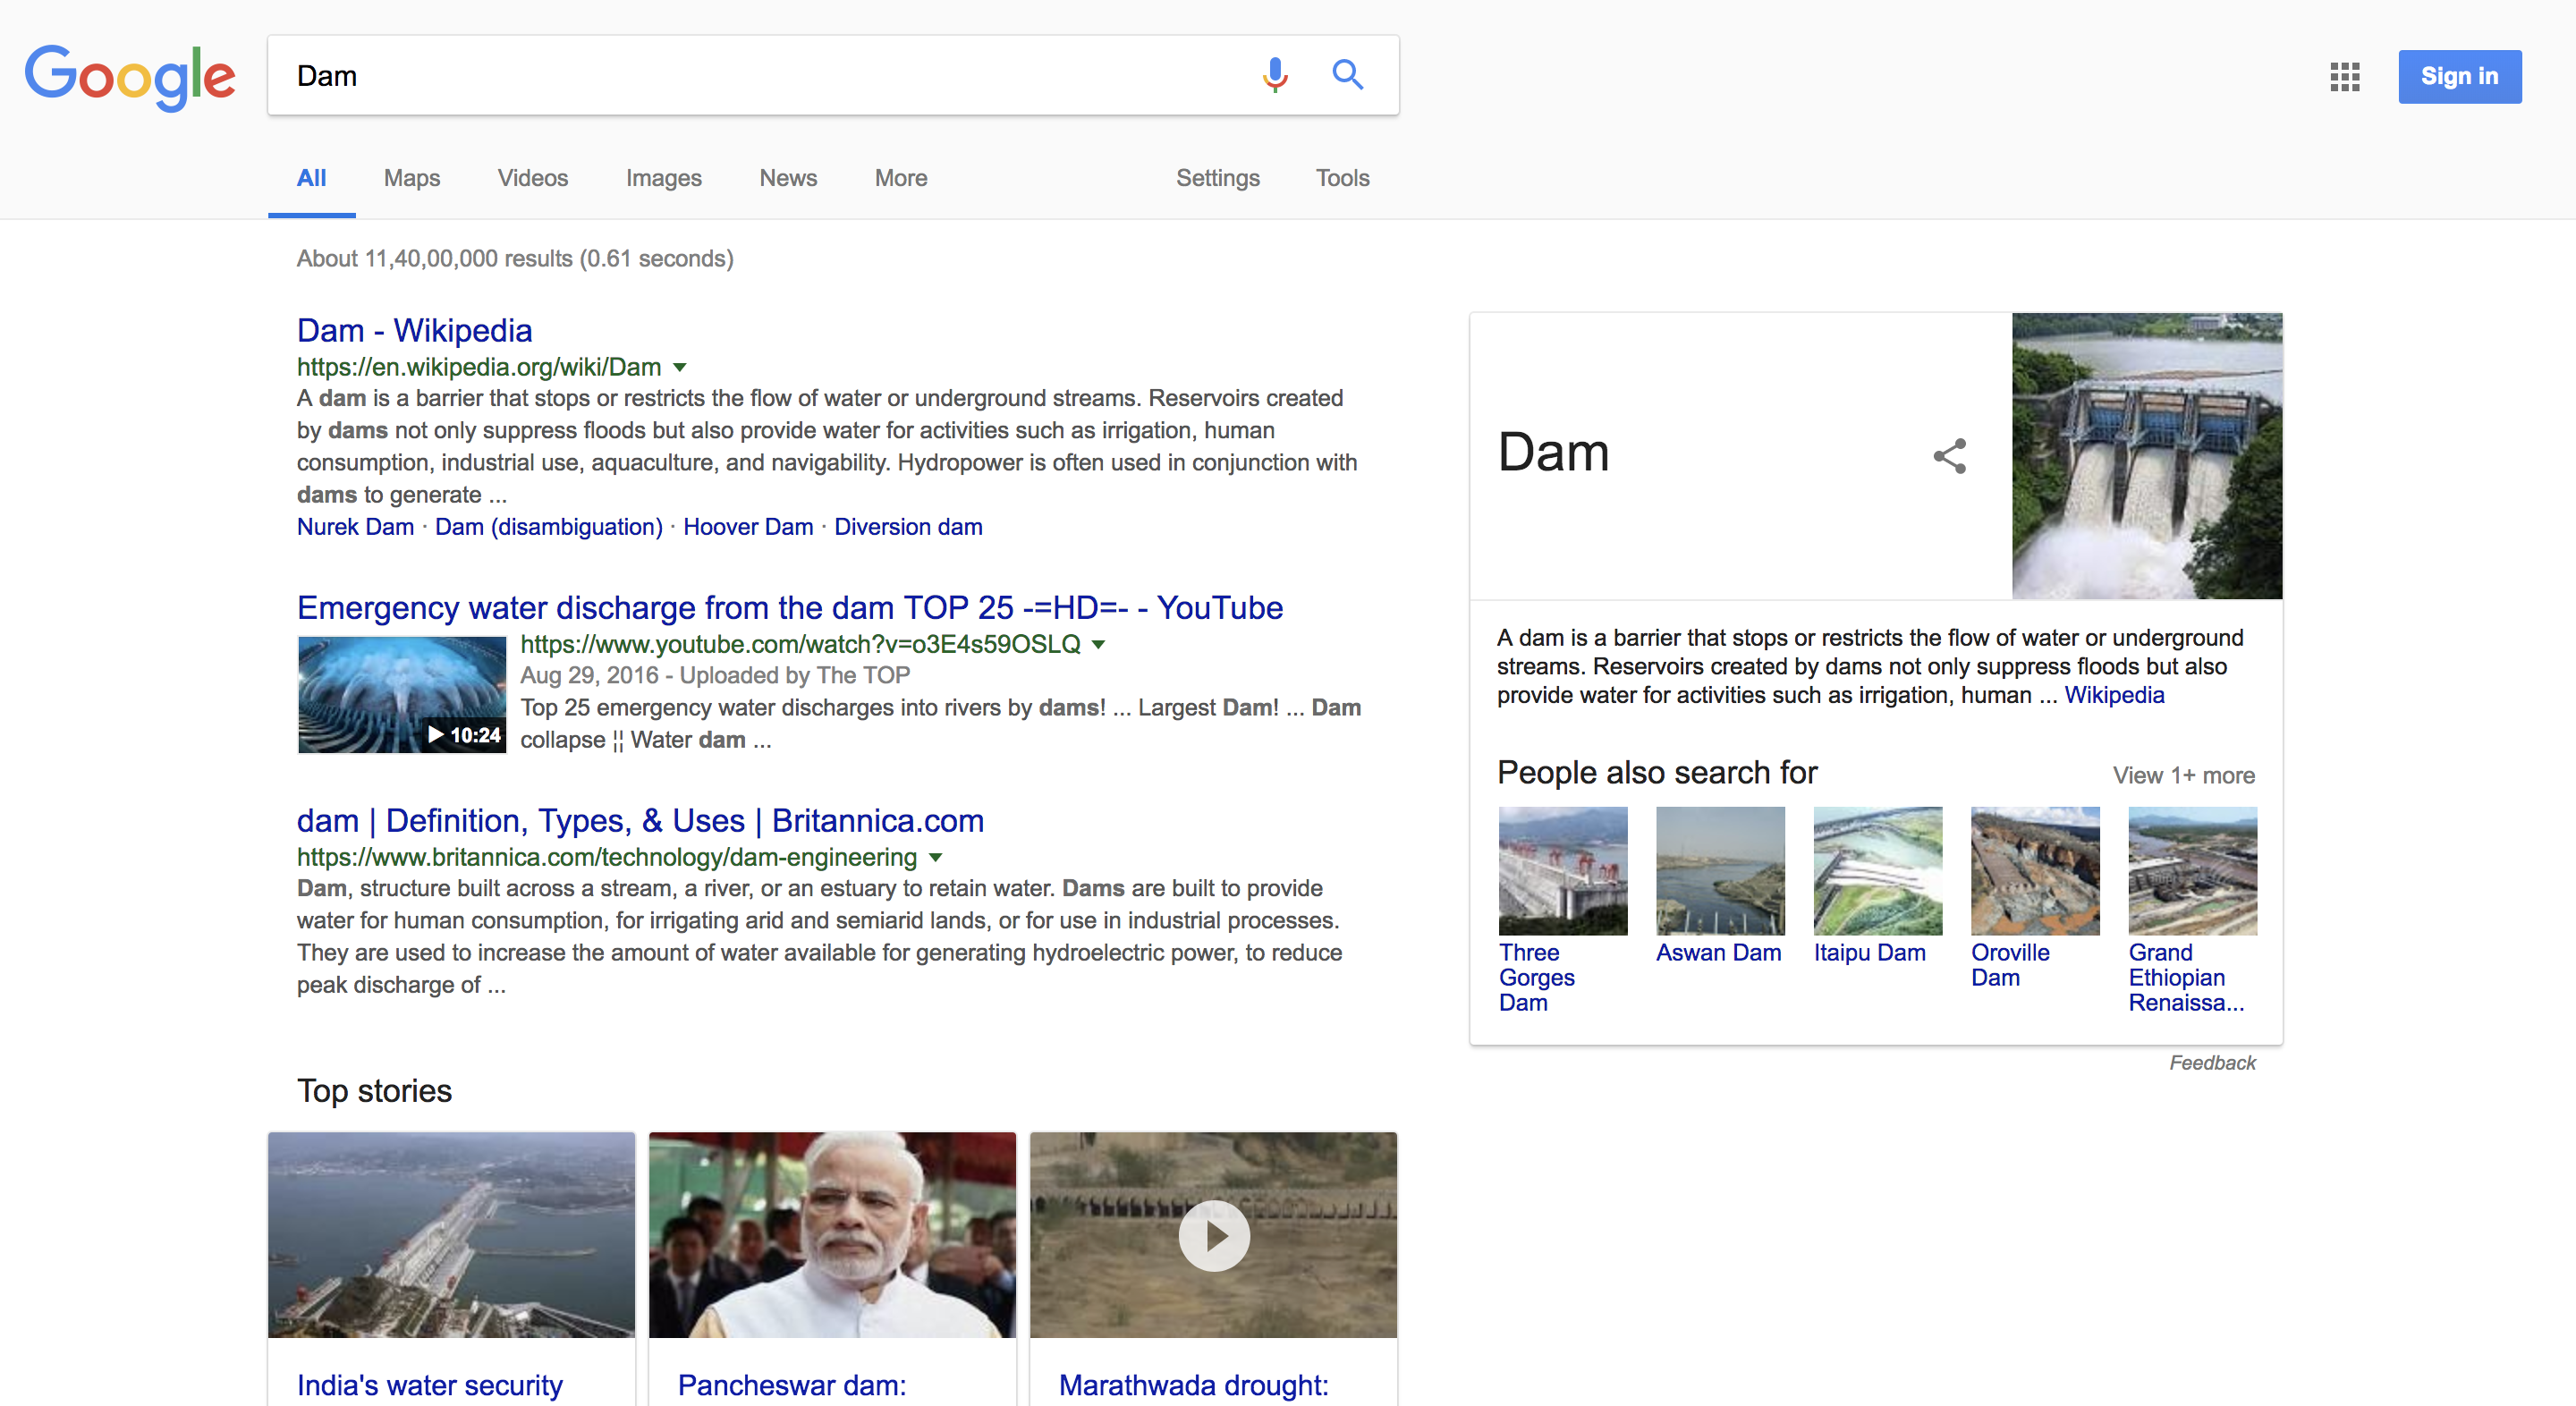 Google
Dam
Sign in
All Maps Videos Images News More Settings Tools
About 11,40,00,000 results (0.61 seconds)
Dam - Wikipedia
https://en.wikipedia.org/wiki/Dam
A dam is a barrier that stops or restricts the flow of water or underground streams. Reservoirs created
by dams not only suppress floods but also provide water for activities such as irrigation, human
consumption, industrial use, aquaculture, and navigability. Hydropower is often used in conjunction with
dams to generate ...
Nurek Dam · Dam (disambiguation) · Hoover Dam · Diversion dam
Emergency water discharge from the dam TOP 25 -=HD=- - YouTube
https://www.youtube.com/watch?v=o3E4s59OSLQ
Aug 29, 2016 - Uploaded by The TOP
Top 25 emergency water discharges into rivers by dams! ... Largest Dam! ... Dam
collapse ¦¦ Water dam ...
10:24
dam | Definition, Types, & Uses | Britannica.com
https://www.britannica.com/technology/dam-engineering
Dam, structure built across a stream, a river, or an estuary to retain water. Dams are built to provide
water for human consumption, for irrigating arid and semiarid lands, or for use in industrial processes.
They are used to increase the amount of water available for generating hydroelectric power, to reduce
peak discharge of ...
Top stories
India's water security
Pancheswar dam:
Marathwada drought:
Dam
A dam is a barrier that stops or restricts the flow of water or underground
streams. Reservoirs created by dams not only suppress floods but also
provide water for activities such as irrigation, human ... Wikipedia
People also search for
View 1+ more
Three
Gorges
Dam
Aswan Dam
Itaipu Dam
Oroville
Dam
Grand
Ethiopian
Renaissa...
Feedback